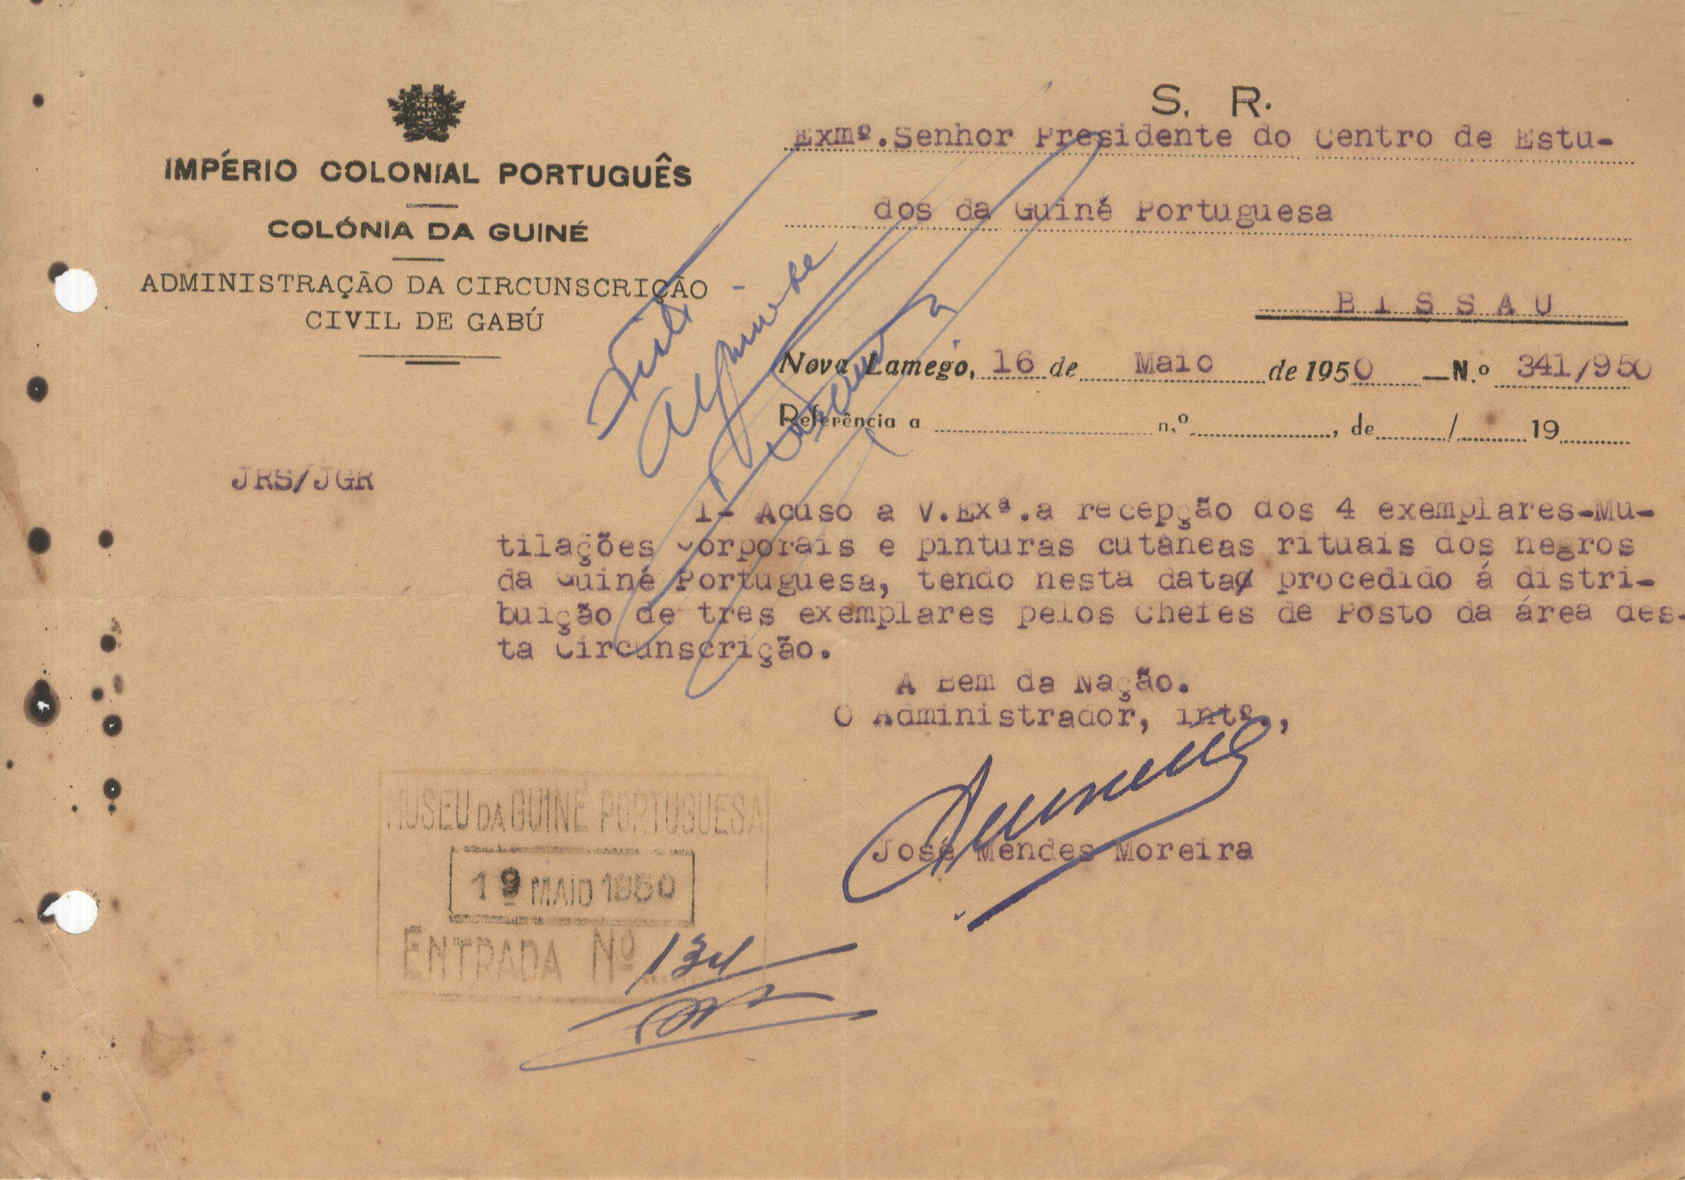 S. R.
IMPÉRIO COLONIAL PORTUGUÊS
COLÓNIA DA GUINÉ
ADMINISTRAÇÃO DA CIRCUNSCRIÇÃO
CIVIL DE GABÚ
Exmº.Senhor Presidente do Centro de Estu-
dos da Guiné Portuguesa
BISSAU
Nova Lamego, 16 de Maio de 1950 — N.º 341/950
Referência a n.º , de / 19
JRS/JGR
1- Acuso a V.Exª.a recepção dos 4 exemplares-Mu-
tilações Corporais e pinturas cutâneas rituais dos negros
da Guiné Portuguesa, tendo nesta data procedido á distri-
buição de tres exemplares pelos Chefes de Posto da área des-
ta Circunscrição.
A Bem da Nação.
O Administrador, intº.,
José Mendes Moreira
MUSEU DA GUINÉ PORTUGUESA
19 MAIO 1950
ENTRADA Nº 134